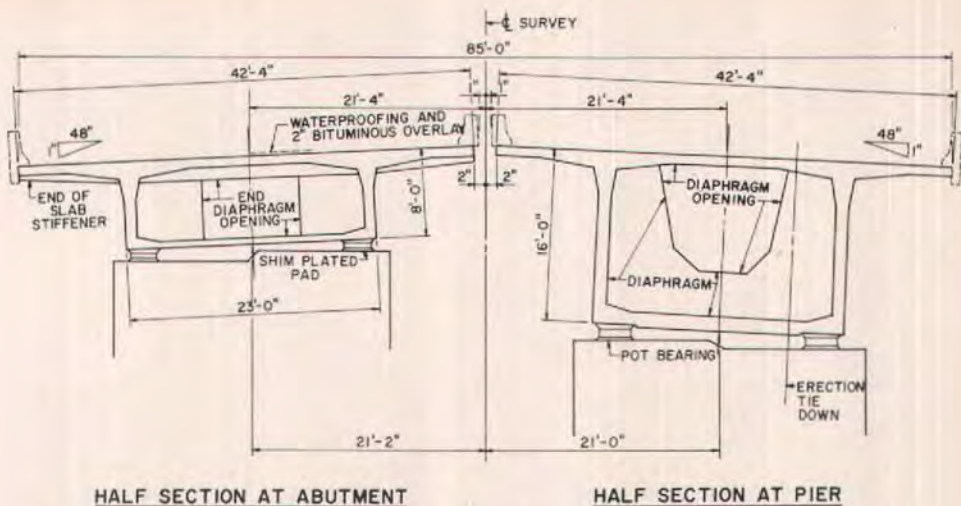 ℄ SURVEY
85'-0"
42'-4"
1"
1"
42'-4"
21'-4"
21'-4"
WATERPROOFING AND
2" BITUMINOUS OVERLAY
48"
1"
48"
1"
END OF
SLAB
STIFFENER
END
DIAPHRAGM
OPENING
8'-0"
2"
2"
DIAPHRAGM
OPENING
16'-0"
SHIM PLATED
PAD
DIAPHRAGM
23'-0"
POT BEARING
ERECTION
TIE
DOWN
21'-2"
21'-0"
HALF SECTION AT ABUTMENT
HALF SECTION AT PIER